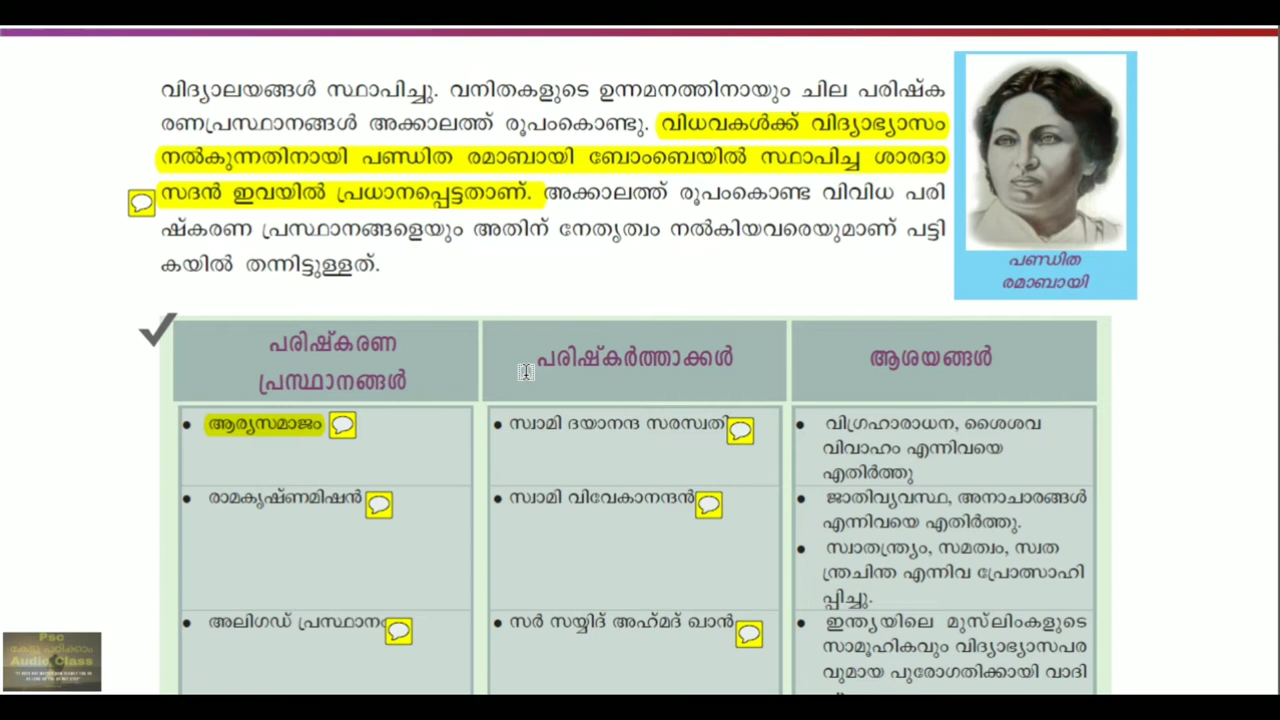 വിദ്യാലയങ്ങൾ സ്ഥാപിച്ചു. വനിതകളുടെ ഉന്നമനത്തിനായും ചില പരിഷ്ക
രണപ്രസ്ഥാനങ്ങൾ അക്കാലത്ത് രൂപംകൊണ്ടു. വിധവകൾക്ക് വിദ്യാഭ്യാസം
നൽകുന്നതിനായി പണ്ഡിത രമാബായി ബോംബെയിൽ സ്ഥാപിച്ച ശാരദാ
സദൻ ഇവയിൽ പ്രധാനപ്പെട്ടതാണ്. അക്കാലത്ത് രൂപംകൊണ്ട വിവിധ പരി
ഷ്കരണ പ്രസ്ഥാനങ്ങളെയും അതിന് നേതൃത്വം നൽകിയവരെയുമാണ് പട്ടി
കയിൽ തന്നിട്ടുള്ളത്.
പണ്ഡിത
രമാബായി
പരിഷ്കരണ
പ്രസ്ഥാനങ്ങൾ
പരിഷ്കർത്താക്കൾ
ആശയങ്ങൾ
• ആര്യസമാജം
• സ്വാമി ദയാനന്ദ സരസ്വതി
• വിഗ്രഹാരാധന, ശൈശവ
വിവാഹം എന്നിവയെ
എതിർത്തു
• രാമകൃഷ്ണമിഷൻ
• സ്വാമി വിവേകാനന്ദൻ
• ജാതിവ്യവസ്ഥ, അനാചാരങ്ങൾ
എന്നിവയെ എതിർത്തു.
• സ്വാതന്ത്ര്യം, സമത്വം, സ്വത
ന്ത്രചിന്ത എന്നിവ പ്രോത്സാഹി
പ്പിച്ചു.
• അലിഗഡ് പ്രസ്ഥാനം
• സർ സയ്യിദ് അഹ്മദ് ഖാൻ
• ഇന്ത്യയിലെ മുസ്ലിംകളുടെ
സാമൂഹികവും വിദ്യാഭ്യാസപര
വുമായ പുരോഗതിക്കായി വാദി
Psc
കേട്ടു പഠിക്കാം
Audio Class